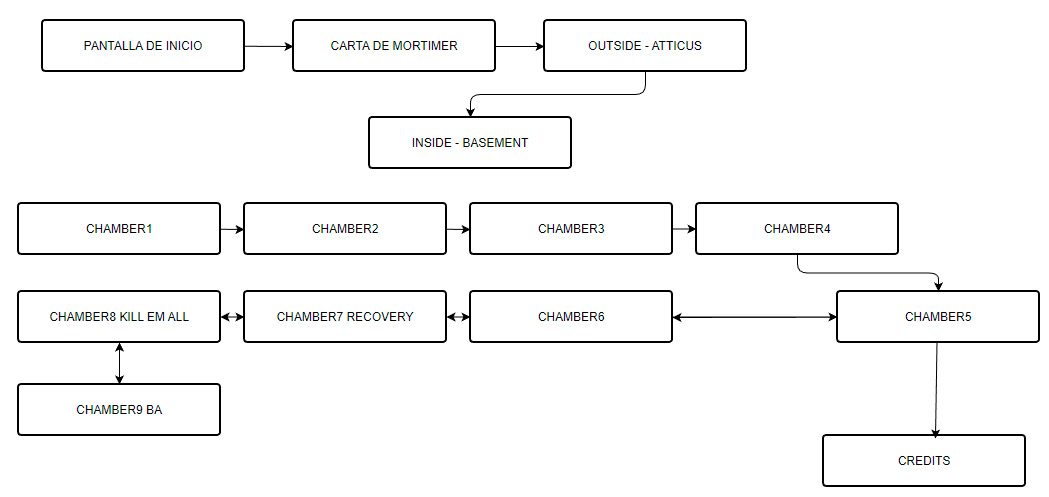 PANTALLA DE INICIO
CARTA DE MORTIMER
OUTSIDE - ATTICUS
INSIDE - BASEMENT
CHAMBER1
CHAMBER2
CHAMBER3
CHAMBER4
CHAMBER8 KILL EM ALL
CHAMBER7 RECOVERY
CHAMBER6
CHAMBER5
CHAMBER9 BA
CREDITS